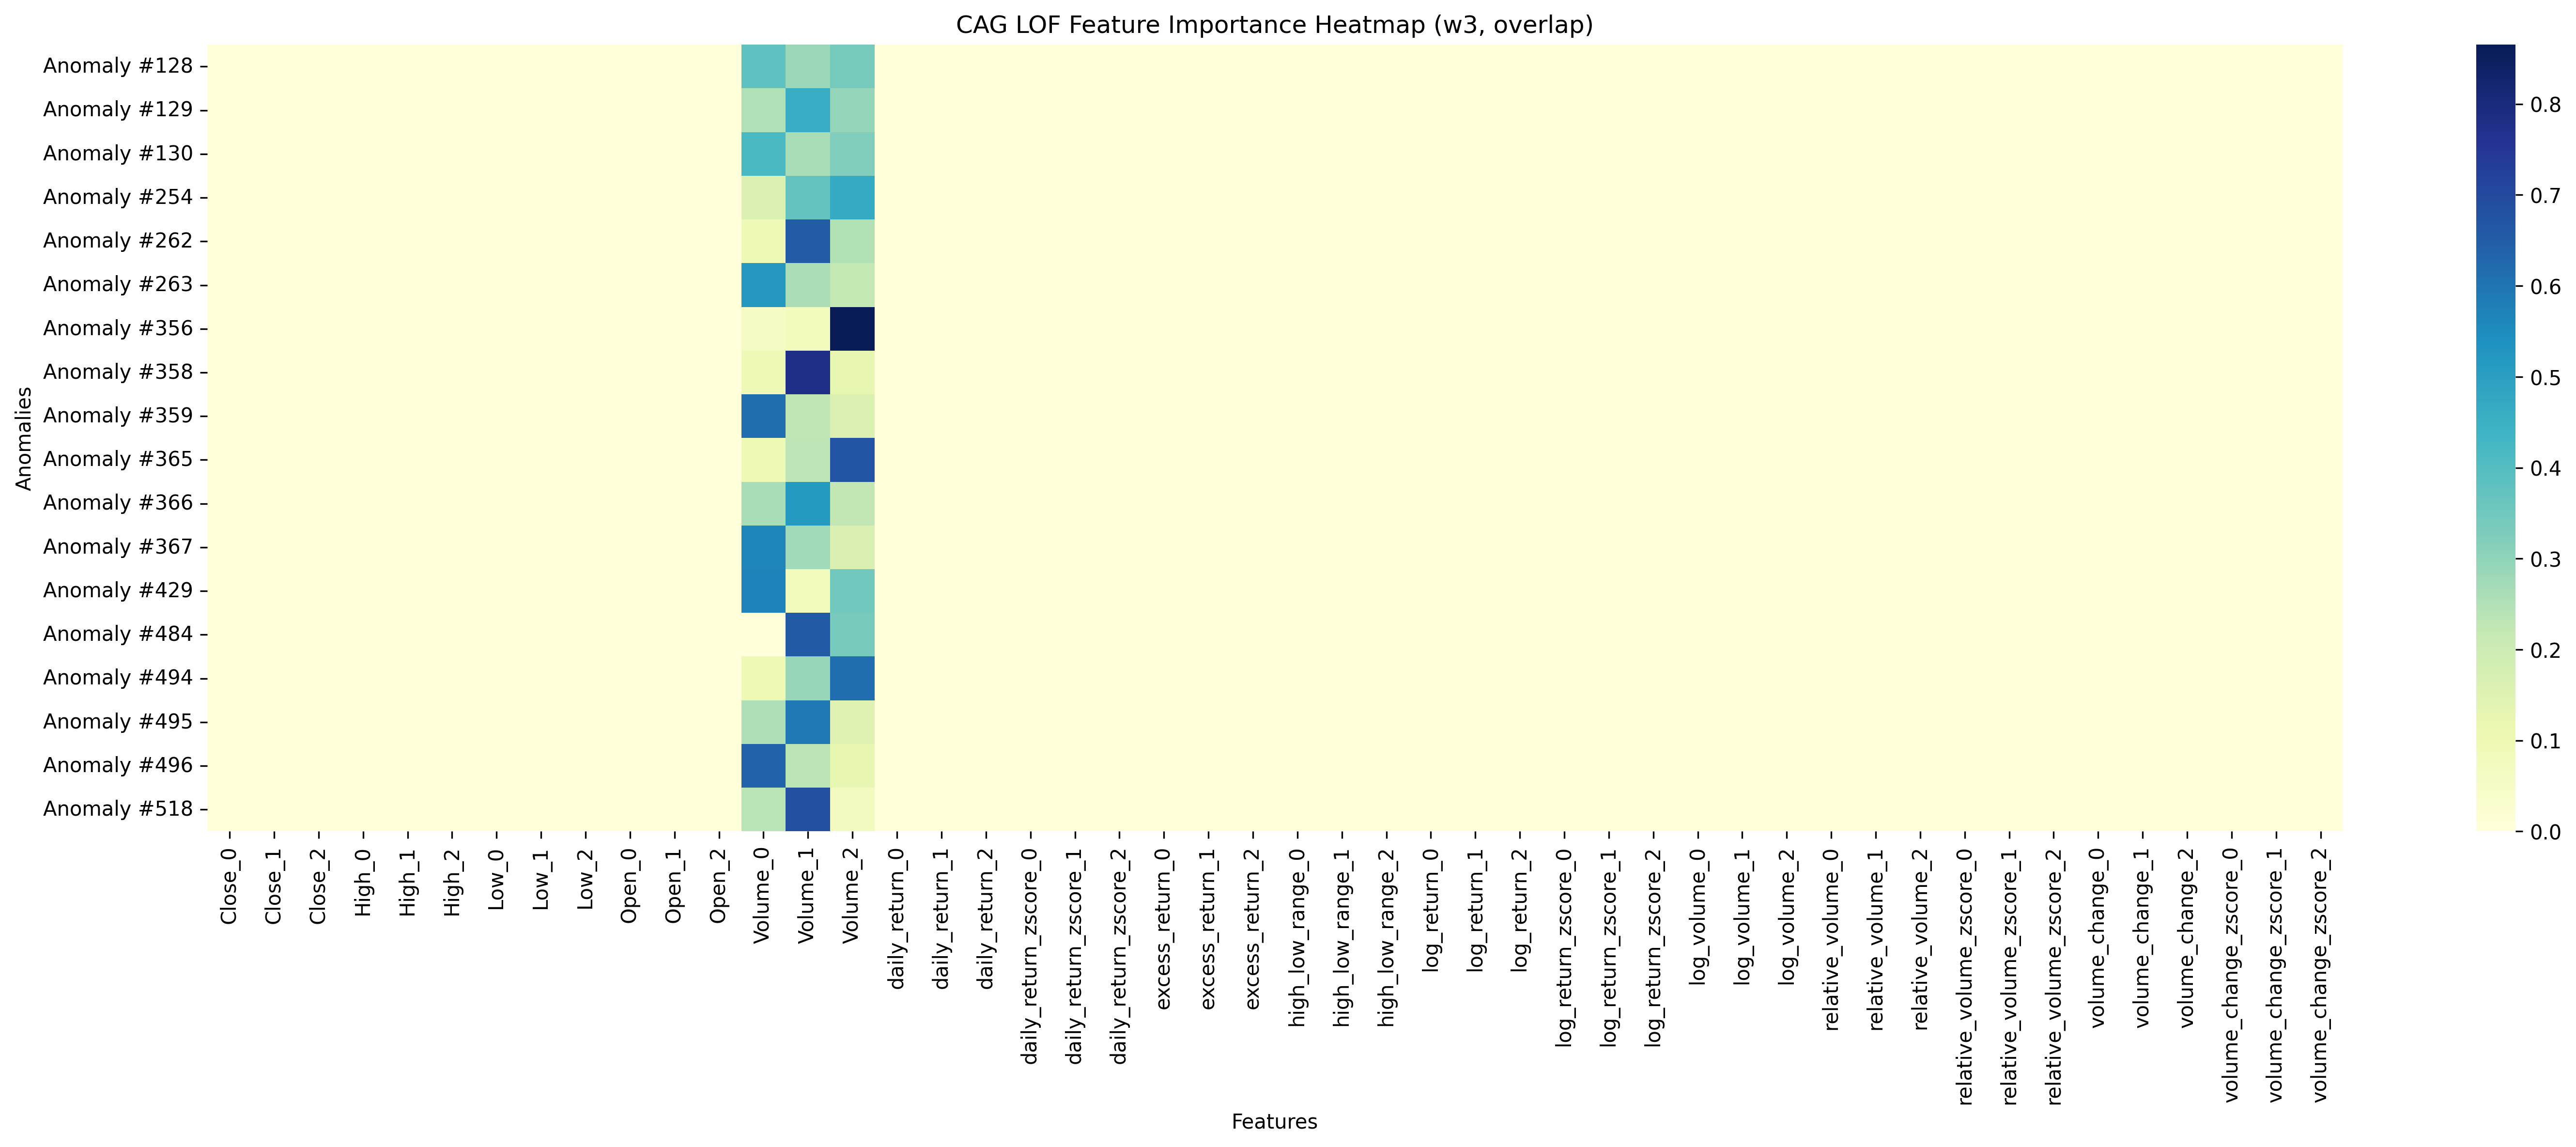 CAG LOF Feature Importance Heatmap (w3, overlap)
Anomalies
Anomaly #128
Anomaly #129
Anomaly #130
Anomaly #254
Anomaly #262
Anomaly #263
Anomaly #356
Anomaly #358
Anomaly #359
Anomaly #365
Anomaly #366
Anomaly #367
Anomaly #429
Anomaly #484
Anomaly #494
Anomaly #495
Anomaly #496
Anomaly #518
0.8
0.7
0.6
0.5
0.4
0.3
0.2
0.1
0.0
Close_0
Close_1
Close_2
High_0
High_1
High_2
Low_0
Low_1
Low_2
Open_0
Open_1
Open_2
Volume_0
Volume_1
Volume_2
daily_return_0
daily_return_1
daily_return_2
daily_return_zscore_0
daily_return_zscore_1
daily_return_zscore_2
excess_return_0
excess_return_1
excess_return_2
high_low_range_0
high_low_range_1
high_low_range_2
log_return_0
log_return_1
log_return_2
log_return_zscore_0
log_return_zscore_1
log_return_zscore_2
log_volume_0
log_volume_1
log_volume_2
relative_volume_0
relative_volume_1
relative_volume_2
relative_volume_zscore_0
relative_volume_zscore_1
relative_volume_zscore_2
volume_change_0
volume_change_1
volume_change_2
volume_change_zscore_0
volume_change_zscore_1
volume_change_zscore_2
Features